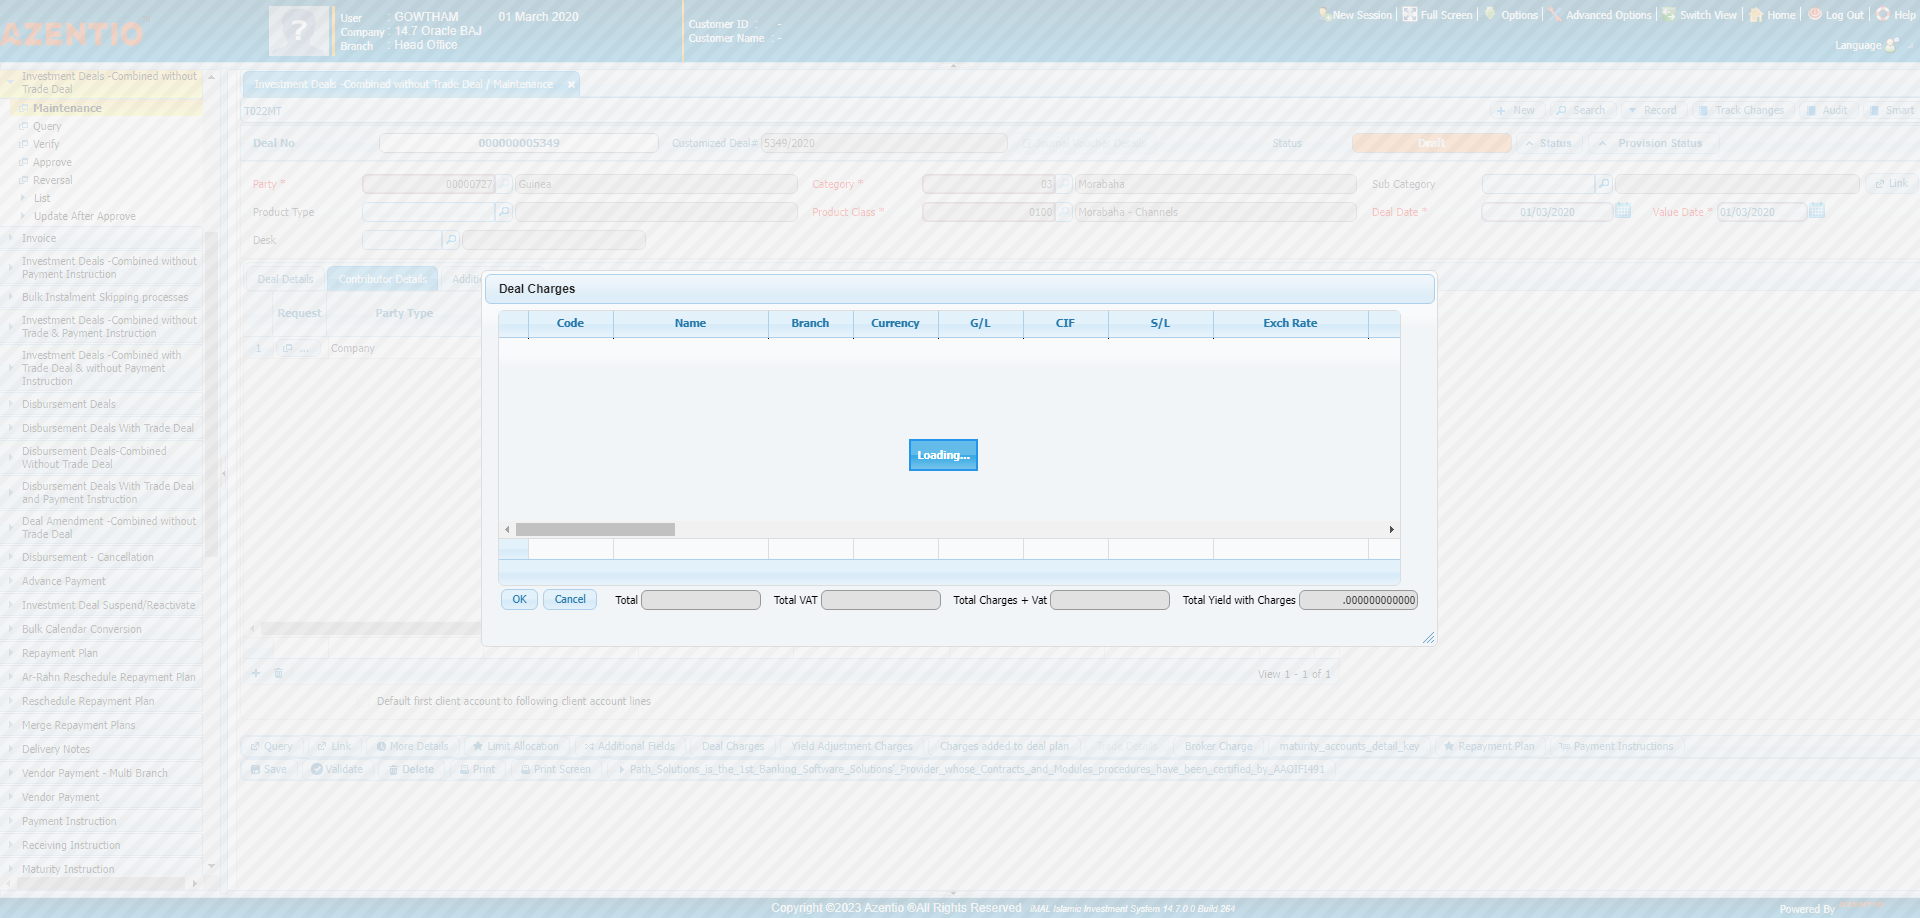 AZENTIO
User : GOWTHAM 01 March 2020
Company : 14.7 Oracle BAJ
Branch : Head Office
Customer ID : -
Customer Name : -
New Session Full Screen Options Advanced Options Switch View Home Log Out Help
Language
Investment Deals -Combined without
Trade Deal
Maintenance
Query
Verify
Approve
Reversal
List
Update After Approve
Invoice
Investment Deals -Combined without
Payment Instruction
Bulk Instalment Skipping processes
Investment Deals -Combined without
Trade & Payment Instruction
Investment Deals -Combined with
Trade Deal & without Payment
Instruction
Disbursement Deals
Disbursement Deals With Trade Deal
Disbursement Deals-Combined
Without Trade Deal
Disbursement Deals With Trade Deal
and Payment Instruction
Deal Amendment -Combined without
Trade Deal
Disbursement - Cancellation
Advance Payment
Investment Deal Suspend/Reactivate
Bulk Calendar Conversion
Repayment Plan
Ar-Rahn Reschedule Repayment Plan
Reschedule Repayment Plan
Merge Repayment Plans
Delivery Notes
Vendor Payment - Multi Branch
Vendor Payment
Payment Instruction
Receiving Instruction
Maturity Instruction
Investment Deals -Combined without Trade Deal / Maintenance
T022MT
New Search Record Track Changes Audit Smart
Deal No 000000005349 Customized Deal# 5349/2020 Status Draft Status Provision Status
Party * 00000727 Guinea Category * 03 Morabaha Sub Category Link
Product Type Product Class * 0100 Morabaha - Channels Deal Date * 01/03/2020 Value Date * 01/03/2020
Desk
Deal Details Contributor Details
Request Party Type
1 ... Company
Deal Charges
Code Name Branch Currency G/L CIF S/L Exch Rate
Loading...
OK Cancel Total Total VAT Total Charges + Vat Total Yield with Charges .000000000000
View 1 - 1 of 1
Default first client account to following client account lines
Query Link More Details Limit Allocation Additional Fields Deal Charges Yield Adjustment Charges Charges added to deal plan Trade Details Broker Charge maturity_accounts_detail_key Repayment Plan Payment Instructions
Save Validate Delete Print Print Screen Path_Solutions_is_the_1st_Banking_Software_Solutions'_Provider_whose_Contracts_and_Modules_procedures_have_been_certified_by_AAOIFI491
Copyright ©2023 Azentio ®All Rights Reserved iMAL Islamic Investment System 14.7.0.0 Build 264
Powered By